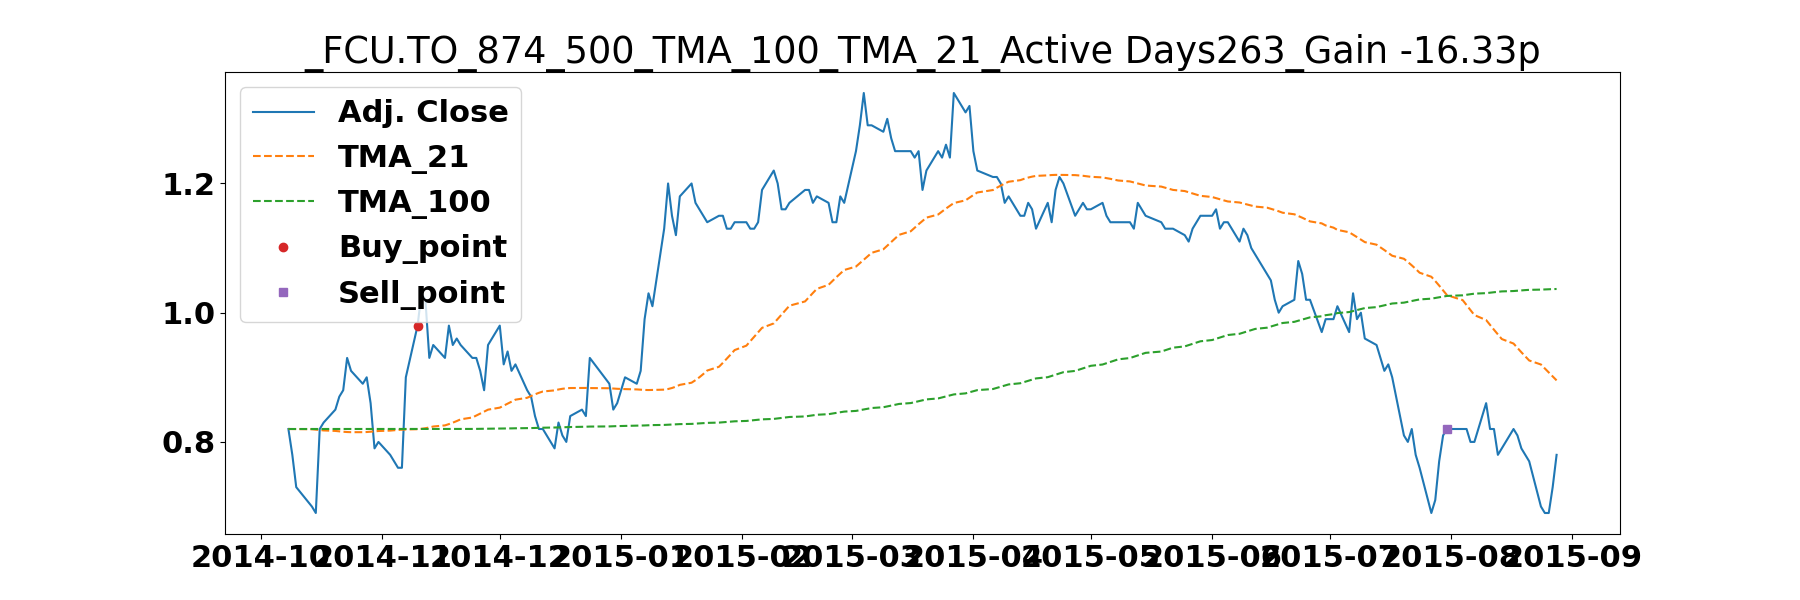 _FCU.TO_874_500_TMA_100_TMA_21_Active Days263_Gain -16.33p
Adj. Close
TMA_21
TMA_100
Buy_point
Sell_point
1.2
1.0
0.8
2014-10 2014-11 2014-12 2015-01 2015-02 2015-03 2015-04 2015-05 2015-06 2015-07 2015-08 2015-09